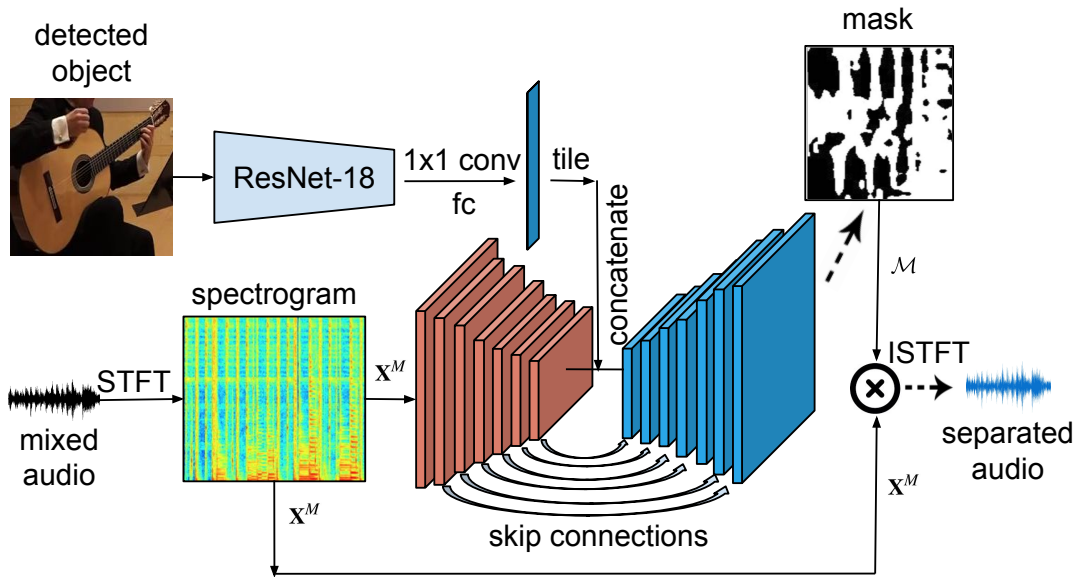 mask
detected
object
ResNet-18
1x1 conv
fc
tile
concatenate
ℳ
spectrogram
STFT
X^M
mixed
audio
ISTFT
separated
audio
X^M
X^M
skip connections